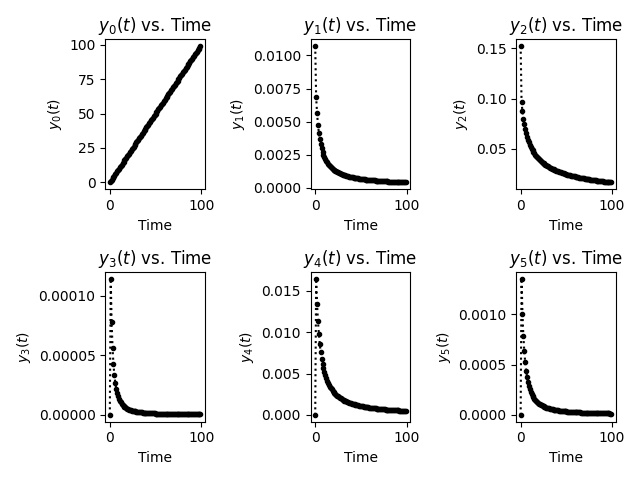 y₀(t) vs. Time
y₁(t) vs. Time
y₂(t) vs. Time
100
75
50
25
0
y₀(t)
0
100
Time
0.0100
0.0075
0.0050
0.0025
0.0000
y₁(t)
0
100
Time
0.15
0.10
0.05
y₂(t)
0
100
Time
y₃(t) vs. Time
y₄(t) vs. Time
y₅(t) vs. Time
0.00010
0.00005
0.00000
y₃(t)
0
100
Time
0.015
0.010
0.005
0.000
y₄(t)
0
100
Time
0.0010
0.0005
0.0000
y₅(t)
0
100
Time